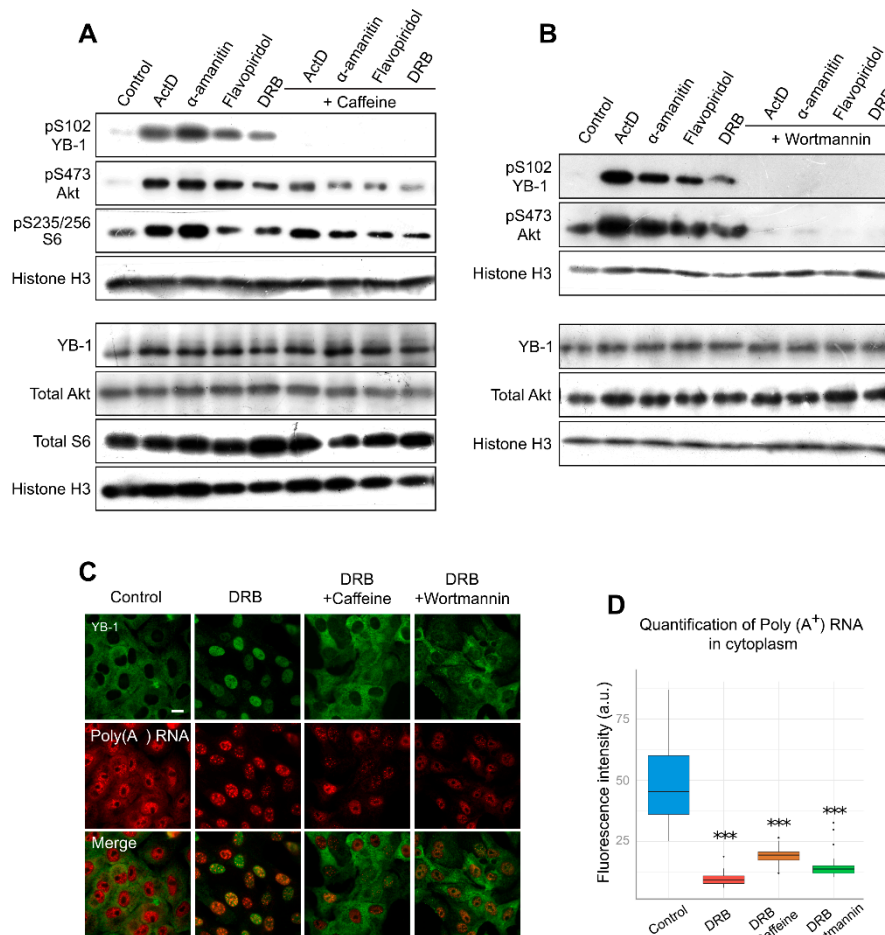 A
Control
ActD
α-amanitin
Flavopiridol
DRB
ActD
α-amanitin
Flavopiridol
DRB
+ Caffeine
pS102
YB-1
pS473
Akt
pS235/256
S6
Histone H3
YB-1
Total Akt
Total S6
Histone H3
B
Control
ActD
α-amanitin
Flavopiridol
DRB
ActD
α-amanitin
Flavopiridol
+ Wortmannin
pS102
YB-1
pS473
Akt
Histone H3
YB-1
Total Akt
Histone H3
C
Control
DRB
DRB
+Caffeine
DRB
+Wortmannin
YB-1
Poly(A ) RNA
Merge
D
Quantification of Poly (A⁺) RNA
in cytoplasm
Fluorescence intensity (a.u.)
75
50
25
***
***
***
Control
DRB
DRB
DRB